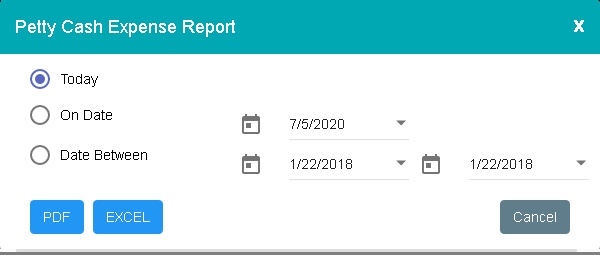 Petty Cash Expense Report x
Today
On Date 7/5/2020
Date Between 1/22/2018 1/22/2018
PDF EXCEL Cancel